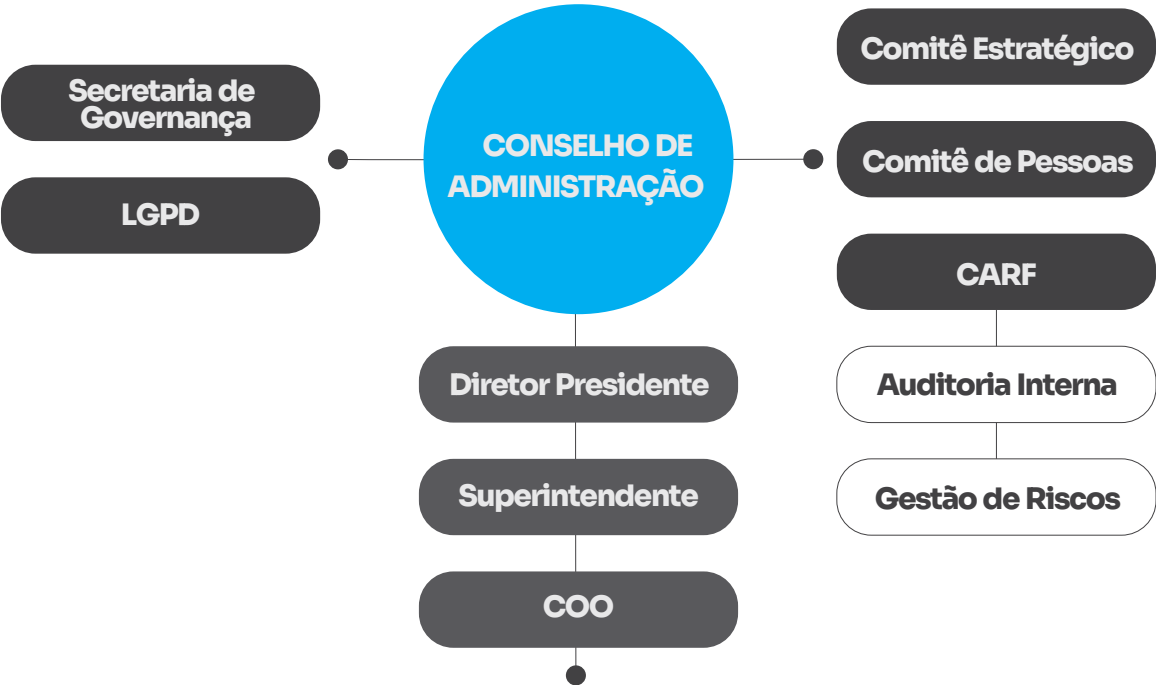 Secretaria de
Governança
LGPD
CONSELHO DE
ADMINISTRAÇÃO
Comitê Estratégico
Comitê de Pessoas
CARF
Auditoria Interna
Gestão de Riscos
Diretor Presidente
Superintendente
COO